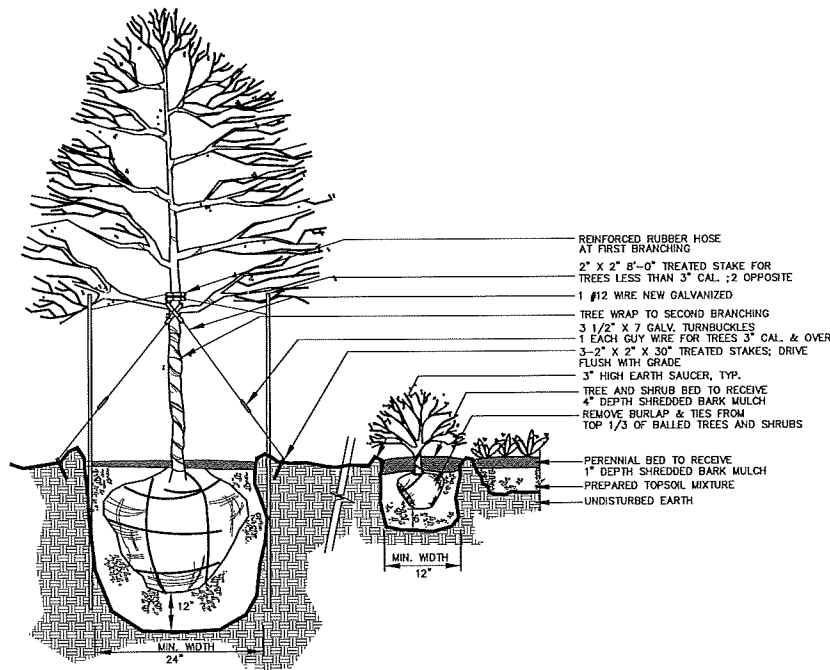 REINFORCED RUBBER HOSE
AT FIRST BRANCHING
2" X 2" 8'-0" TREATED STAKE FOR
TREES LESS THAN 3" CAL. ; 2 OPPOSITE
1 #12 WIRE NEW GALVANIZED
TREE WRAP TO SECOND BRANCHING
3 1/2" X 7 GALV. TURNBUCKLES
1 EACH GUY WIRE FOR TREES 3" CAL. & OVER
3-2" X 2" X 30" TREATED STAKES; DRIVE
FLUSH WITH GRADE
3" HIGH EARTH SAUCER, TYP.
TREE AND SHRUB BED TO RECEIVE
4" DEPTH SHREDDED BARK MULCH
REMOVE BURLAP & TIES FROM
TOP 1/3 OF BALLED TREES AND SHRUBS
PERENNIAL BED TO RECEIVE
1" DEPTH SHREDDED BARK MULCH
PREPARED TOPSOIL MIXTURE
UNDISTURBED EARTH
MIN. WIDTH
12"
12"
MIN. WIDTH
24"